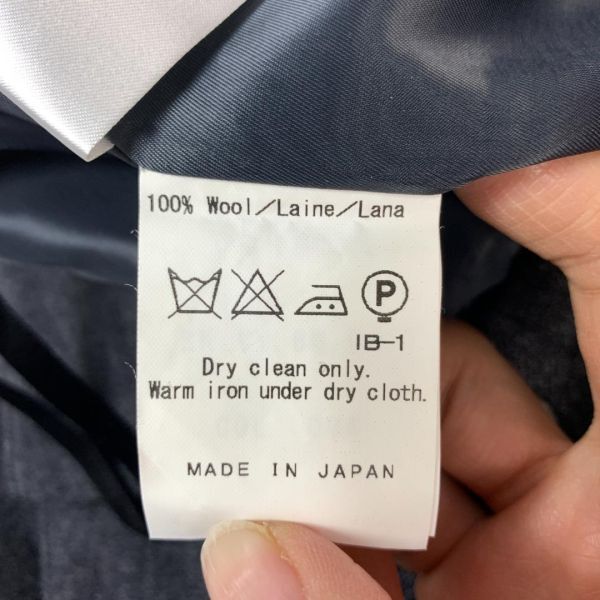 100% Wool/Laine/Lana
P
IB-1
Dry clean only.
Warm iron under dry cloth.
MADE IN JAPAN